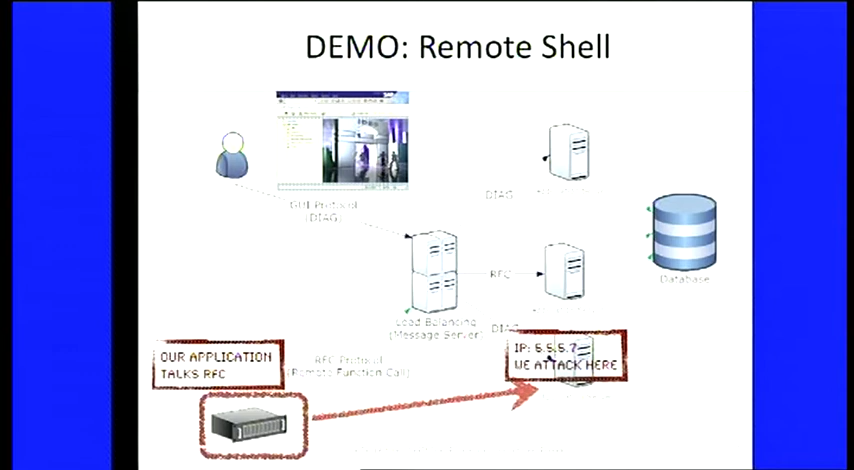 DEMO: Remote Shell
GUI Protocol
(DIAG)
DIAG
RFC
Database
Load Balancing
(Message Server)
DIAG
OUR APPLICATION
TALKS RFC
RFC Protocol
(Remote Function Call)
IP: 5.5.5.7
WE ATTACK HERE